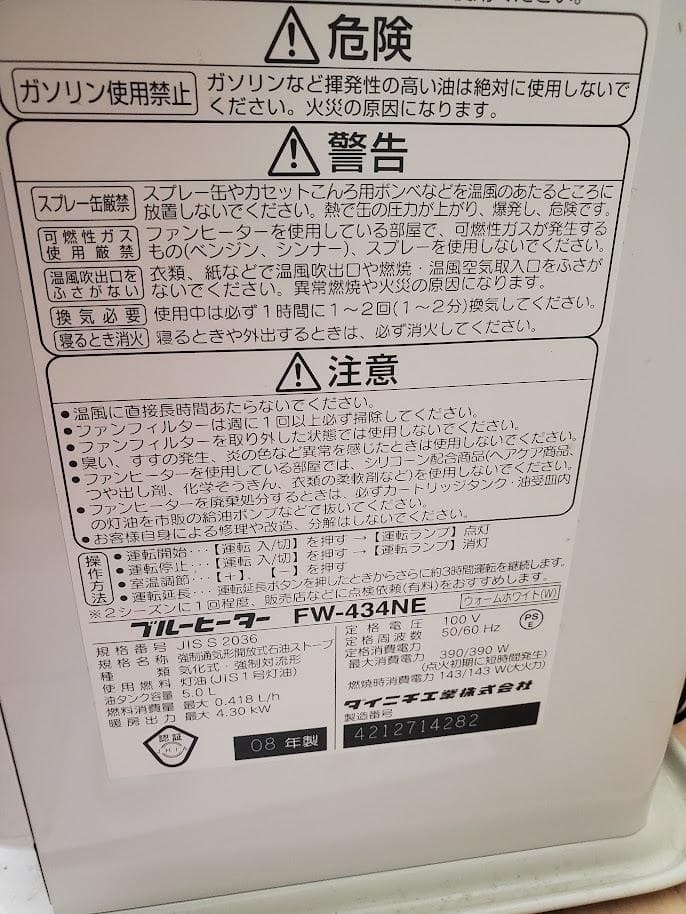 ⚠危険
ガソリン使用禁止 ガソリンなど揮発性の高い油は絶対に使用しないで
ください。火災の原因になります。
⚠警告
スプレー缶厳禁 スプレー缶やカセットこんろ用ボンベなどを温風のあたるところに
放置しないでください。熱で缶の圧力が上がり、爆発し、危険です。
可燃性ガス ファンヒーターを使用している部屋で、可燃性ガスが発生する
使用厳禁 もの(ベンジン、シンナー)、スプレーを使用しないでください。
温風吹出口を 衣類、紙などで温風吹出口や燃焼・温風空気取入口をふさが
ふさがない ないでください。異常燃焼や火災の原因になります。
換気必要 使用中は必ず1時間に1〜2回(1〜2分)換気してください。
寝るとき消火 寝るときや外出するときは、必ず消火してください。
⚠注意
●温風に直接長時間あたらないでください。
●ファンフィルターは週に1回以上必ず掃除してください。
●ファンフィルターを取り外した状態では使用しないでください。
●臭い、すすの発生、炎の色など異常を感じたときは使用しないでください。
●ファンヒーターを使用している部屋では、シリコーン配合商品(ヘアケア商品、
つや出し剤、化学ぞうきん、衣類の柔軟剤など)を使用しないでください。
●ファンヒーターを廃棄処分するときは、必ずカートリッジタンク・油受皿内
の灯油を市販の給油ポンプなどで抜いてください。
●お客様自身による修理や改造、分解はしないでください。
操作方法
●運転開始・・・【運転 入/切】を押す→【運転ランプ】点灯
●運転停止・・・【運転 入/切】を押す→【運転ランプ】消灯
●室温調節・・・【+】、【−】を押す
●運転延長・・・運転延長ボタンを押したときからさらに約3時間運転を継続します。
※2シーズンに1回程度、販売店などに点検依頼(有料)をおすすめします。
ブルーヒーター FW-434NE ウォームホワイト(W)
規格番号 JIS S 2036
規格名称 強制通気形開放式石油ストーブ
種類 気化式・強制対流形
使用燃料 灯油(JIS1号灯油)
油タンク容量 5.0L
燃料消費量 最大 0.418 L/h
暖房出力 最大 4.30 kW
定格電圧 100 V
定格周波数 50/60 Hz
定格消費電力
最大消費電力 390/390 W
(点火初期に短時間発生)
燃焼時消費電力 143/143 W(大火力)
PSE
ダイニチ工業株式会社
製造番号
4212714282
認証
JHIA
08 年製